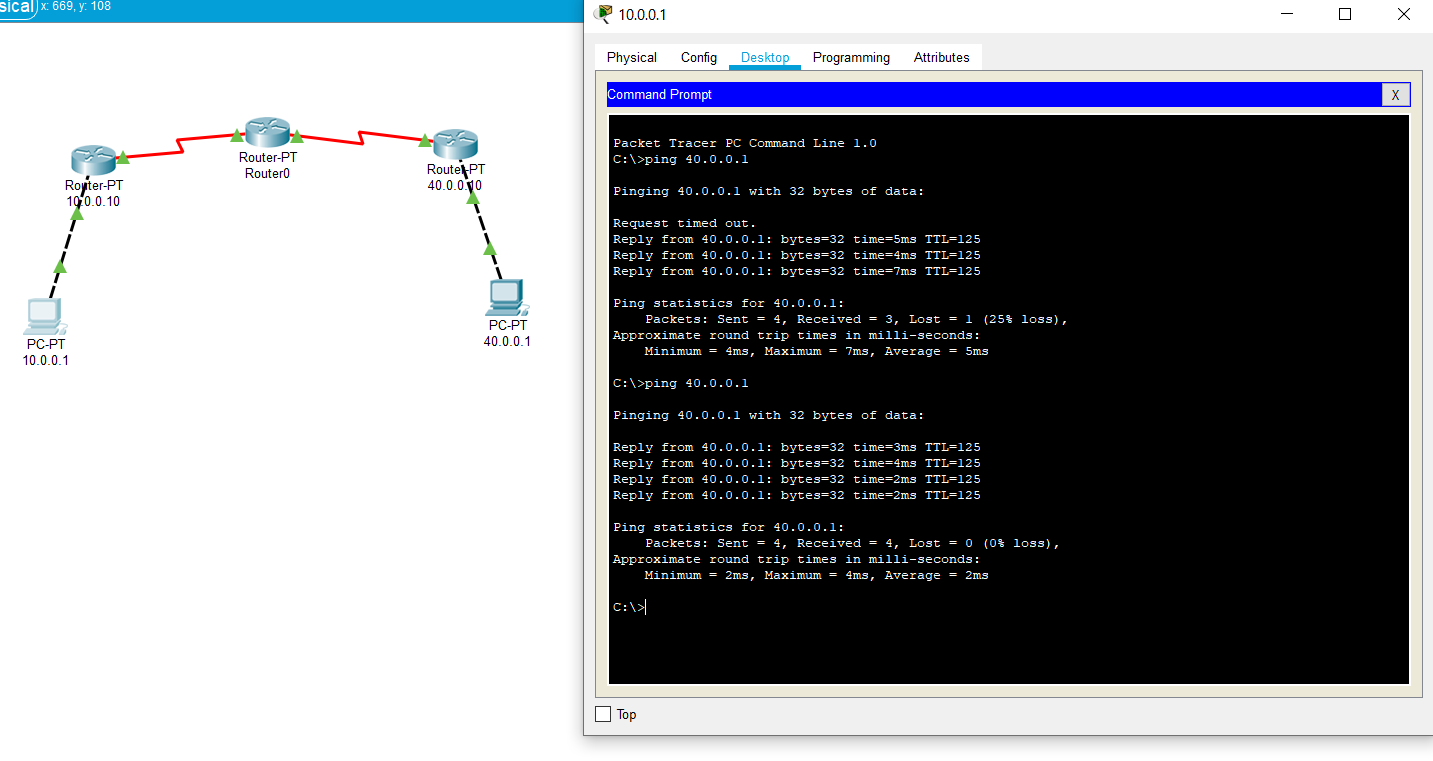 sical x: 669, y: 108
Router-PT
Router0
Router-PT
10.0.0.10
Router-PT
40.0.0.10
PC-PT
10.0.0.1
PC-PT
40.0.0.1
10.0.0.1
Physical Config Desktop Programming Attributes
Command Prompt X
Packet Tracer PC Command Line 1.0
C:\>ping 40.0.0.1
Pinging 40.0.0.1 with 32 bytes of data:
Request timed out.
Reply from 40.0.0.1: bytes=32 time=5ms TTL=125
Reply from 40.0.0.1: bytes=32 time=4ms TTL=125
Reply from 40.0.0.1: bytes=32 time=7ms TTL=125
Ping statistics for 40.0.0.1:
Packets: Sent = 4, Received = 3, Lost = 1 (25% loss),
Approximate round trip times in milli-seconds:
Minimum = 4ms, Maximum = 7ms, Average = 5ms
C:\>ping 40.0.0.1
Pinging 40.0.0.1 with 32 bytes of data:
Reply from 40.0.0.1: bytes=32 time=3ms TTL=125
Reply from 40.0.0.1: bytes=32 time=4ms TTL=125
Reply from 40.0.0.1: bytes=32 time=2ms TTL=125
Reply from 40.0.0.1: bytes=32 time=2ms TTL=125
Ping statistics for 40.0.0.1:
Packets: Sent = 4, Received = 4, Lost = 0 (0% loss),
Approximate round trip times in milli-seconds:
Minimum = 2ms, Maximum = 4ms, Average = 2ms
C:\>
Top